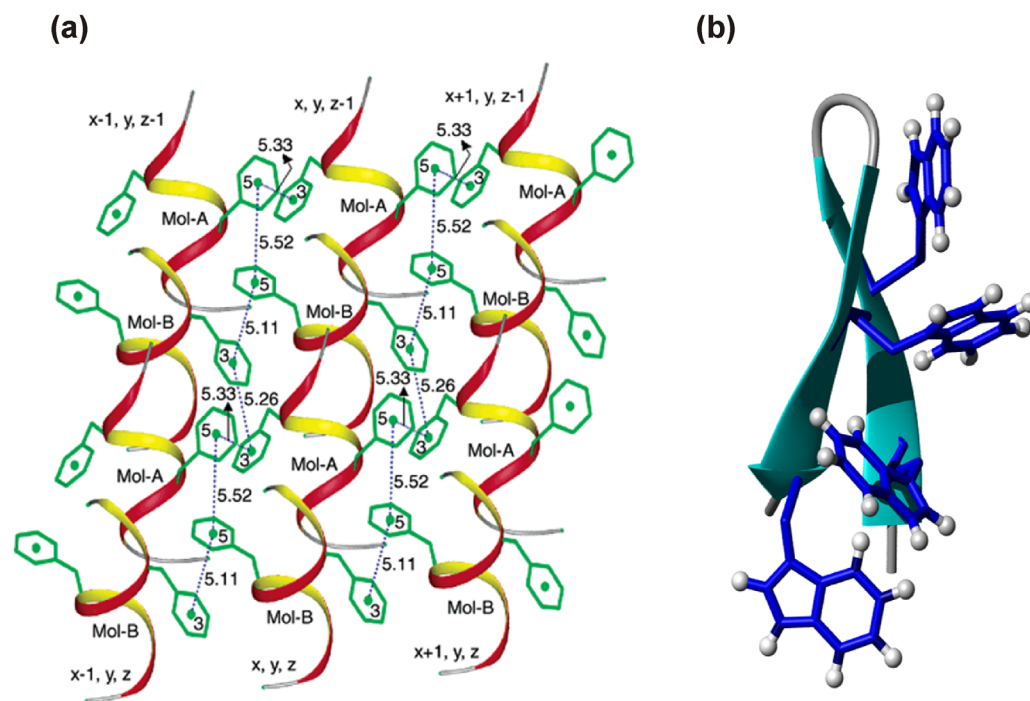 (a)
(b)
x-1, y, z-1
x, y, z-1
x+1, y, z-1
5.33
5.33
5
3
5
3
Mol-A
Mol-A
Mol-A
5.52
5.52
5
5
Mol-B
Mol-B
Mol-B
5.11
5.11
3
3
5.33
5.26
5.33
5.26
5
3
5
3
Mol-A
Mol-A
Mol-A
5.52
5.52
5
5
5.11
5.11
3
3
Mol-B
Mol-B
Mol-B
x-1, y, z
x, y, z
x+1, y, z